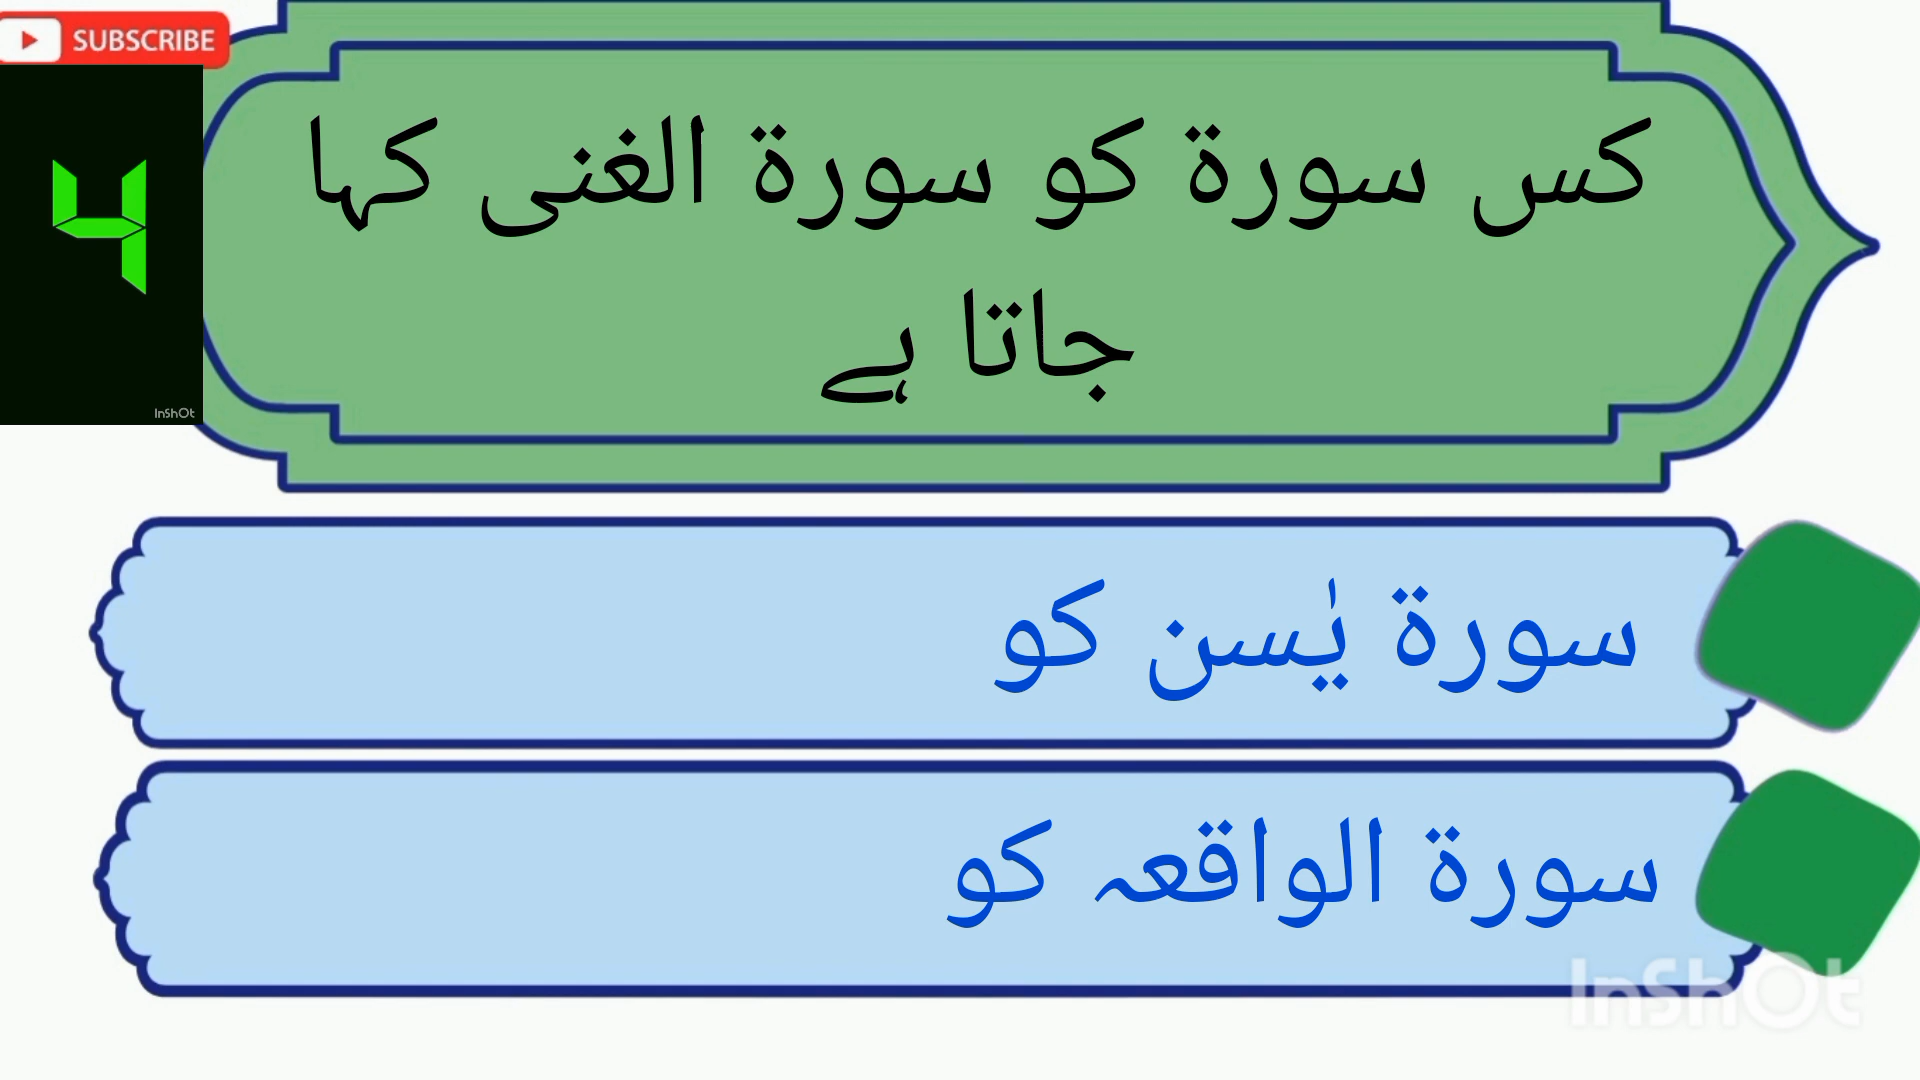 SUBSCRIBE
4
InShOt
کس سورۃ کو سورۃ الغنی کہا
جاتا ہے
سورۃ یٰسن کو
سورۃ الواقعہ کو
InShOt